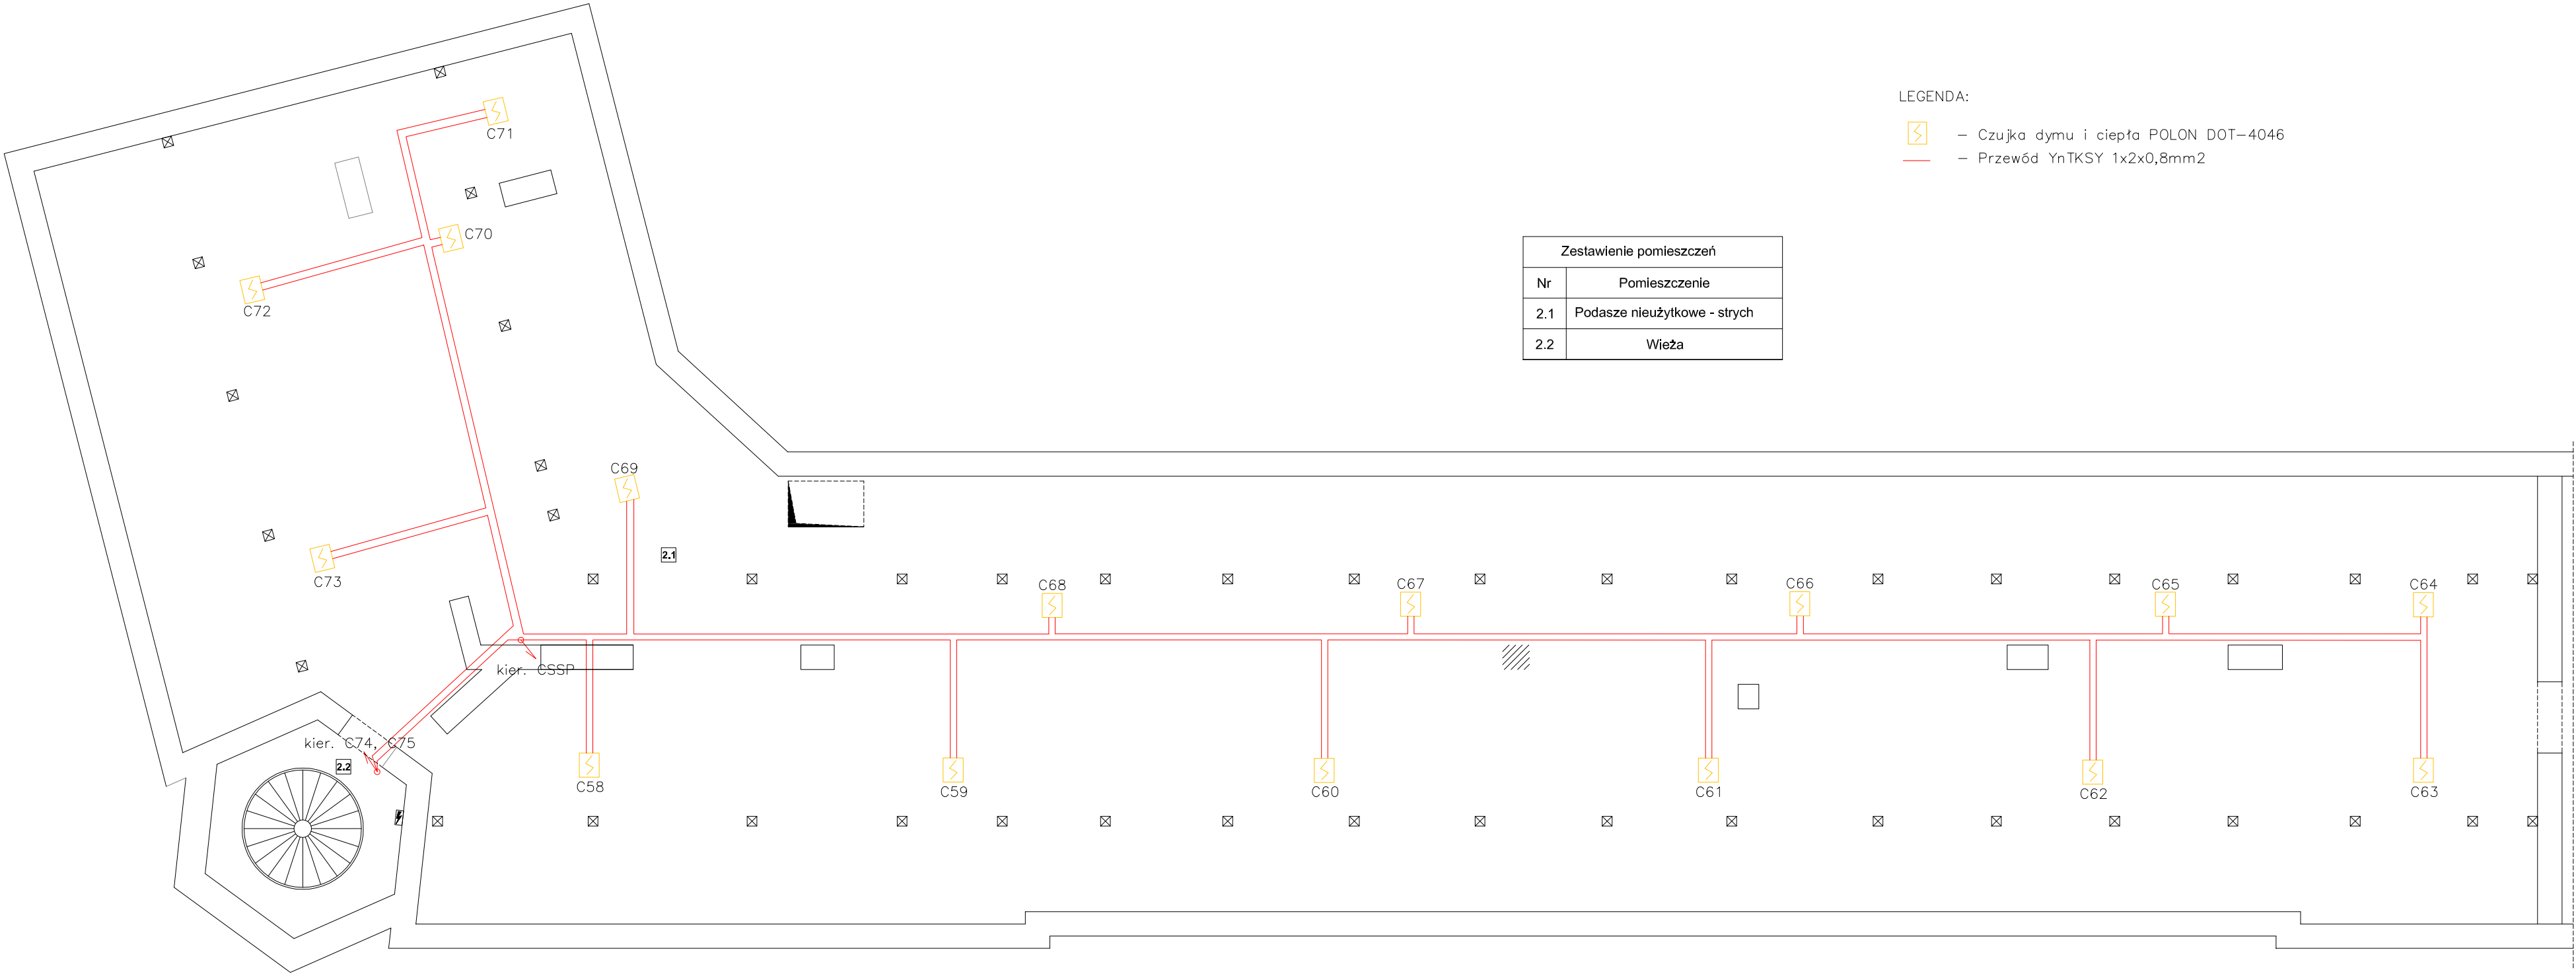 LEGENDA:
– Czujka dymu i ciepła POLON DOT–4046
– Przewód YnTKSY 1x2x0,8mm2
C71
C70
C72
Zestawienie pomieszczeń
Nr Pomieszczenie
2.1 Podasze nieużytkowe - strych
2.2 Wieża
C69
2.1
C73
C68
C67
C66
C65
C64
kier. CSSP
kier. C74, C75
2.2
C58
C59
C60
C61
C62
C63